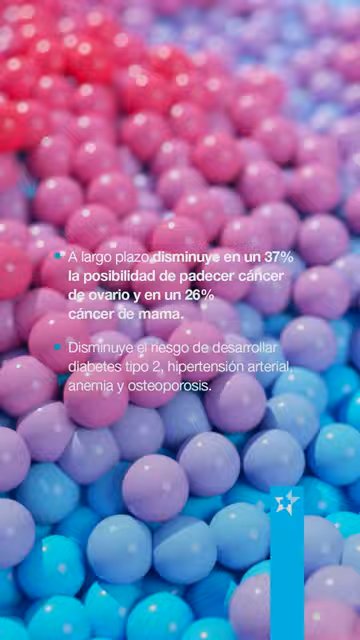 A largo plazo disminuye en un 37%
la posibilidad de padecer cáncer
de ovario y en un 26%
cáncer de mama.
Disminuye el riesgo de desarrollar
diabetes tipo 2, hipertensión arterial,
anemia y osteoporosis.